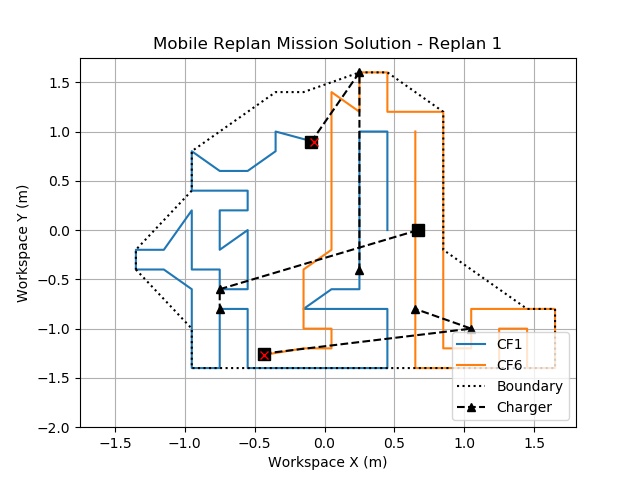 Mobile Replan Mission Solution - Replan 1
Workspace Y (m)
1.5
1.0
0.5
0.0
−0.5
−1.0
−1.5
−2.0
−1.5
−1.0
−0.5
0.0
0.5
1.0
1.5
Workspace X (m)
CF1
CF6
Boundary
Charger